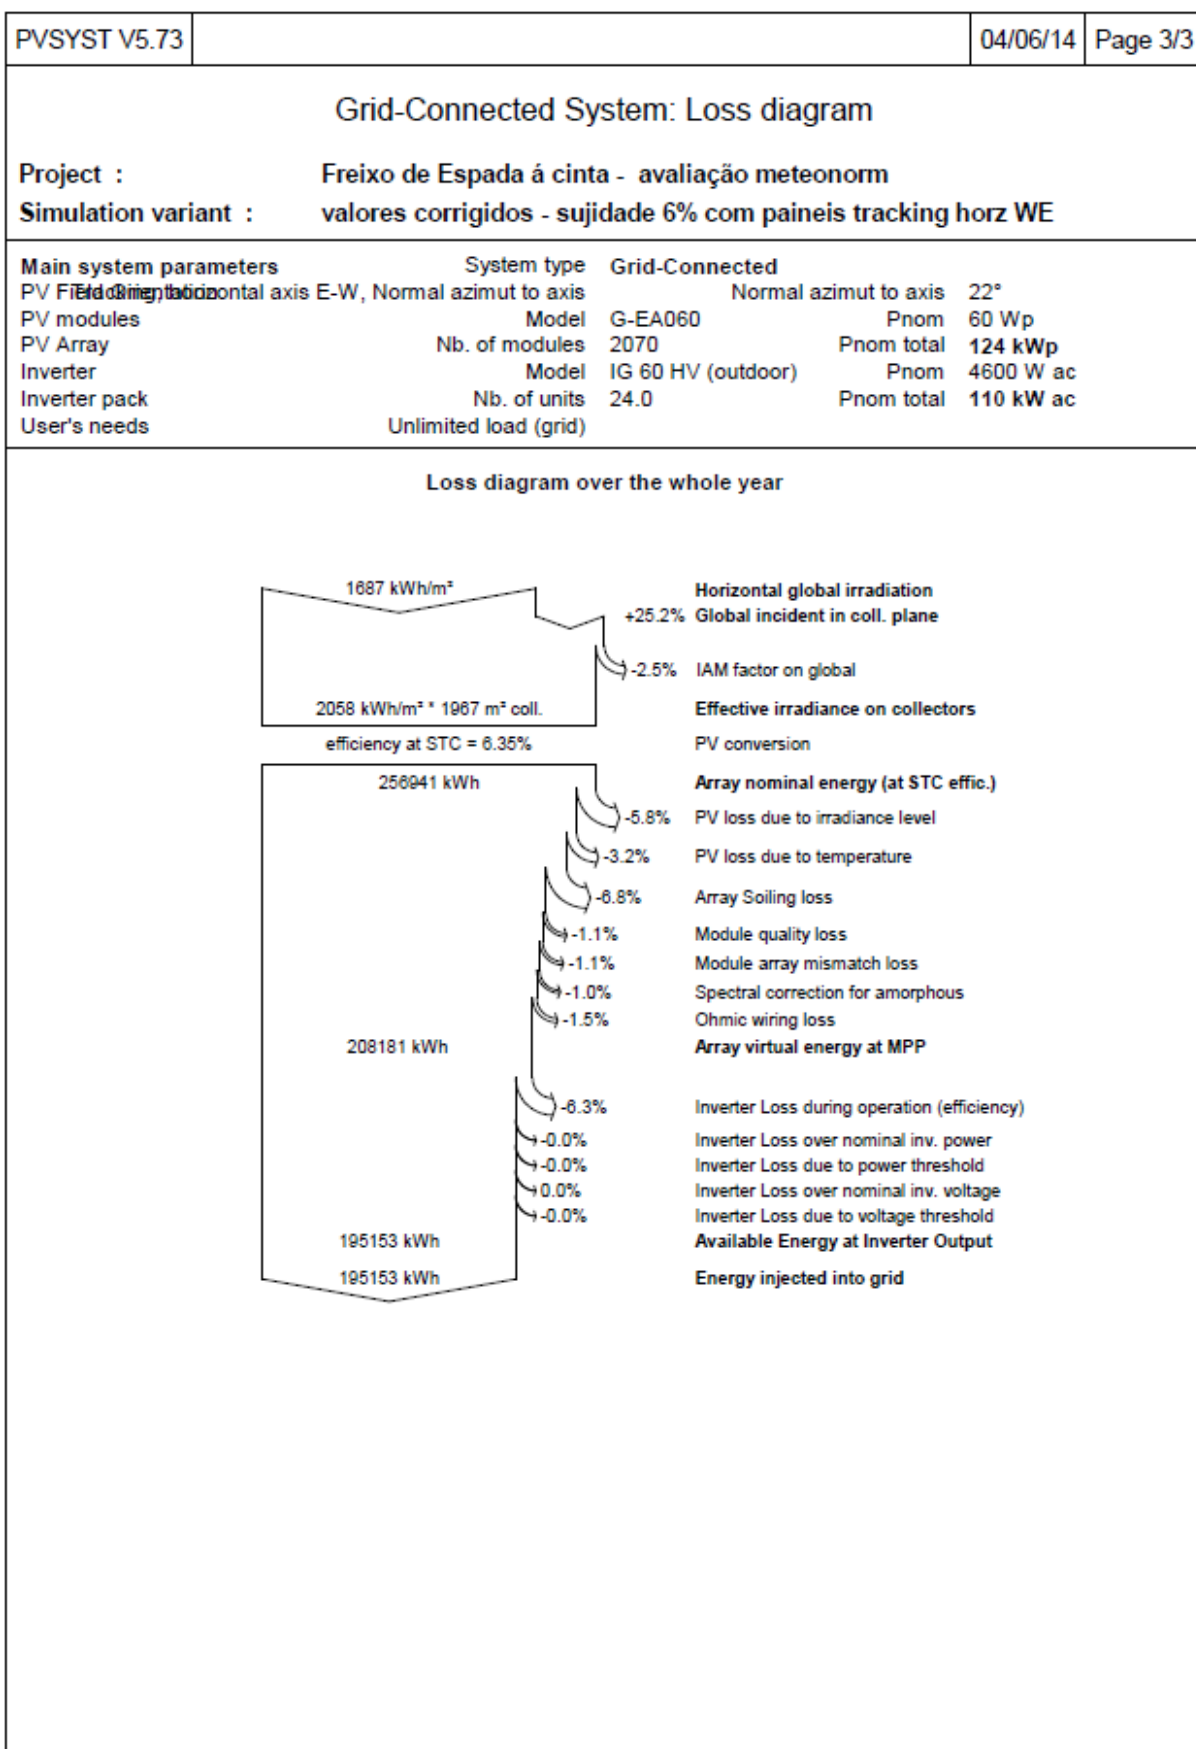 PVSYST V5.73 04/06/14 Page 3/3
Grid-Connected System: Loss diagram
Project : Freixo de Espada á cinta - avaliação meteonorm
Simulation variant : valores corrigidos - sujidade 6% com paineis tracking horz WE
Main system parameters System type Grid-Connected
PV horizontal axis E-W, Normal azimut to axis Normal azimut to axis 22°
PV modules Model G-EA060 Pnom 60 Wp
PV Array Nb. of modules 2070 Pnom total 124 kWp
Inverter Model IG 60 HV (outdoor) Pnom 4600 W ac
Inverter pack Nb. of units 24.0 Pnom total 110 kW ac
User's needs Unlimited load (grid)
Loss diagram over the whole year
1687 kWh/m² Horizontal global irradiation
+25.2% Global incident in coll. plane
-2.5% IAM factor on global
2058 kWh/m² * 1967 m² coll. Effective irradiance on collectors
efficiency at STC = 6.35% PV conversion
256941 kWh Array nominal energy (at STC effic.)
-5.8% PV loss due to irradiance level
-3.2% PV loss due to temperature
-6.8% Array Soiling loss
-1.1% Module quality loss
-1.1% Module array mismatch loss
-1.0% Spectral correction for amorphous
-1.5% Ohmic wiring loss
208181 kWh Array virtual energy at MPP
-6.3% Inverter Loss during operation (efficiency)
-0.0% Inverter Loss over nominal inv. power
-0.0% Inverter Loss due to power threshold
0.0% Inverter Loss over nominal inv. voltage
-0.0% Inverter Loss due to voltage threshold
195153 kWh Available Energy at Inverter Output
195153 kWh Energy injected into grid